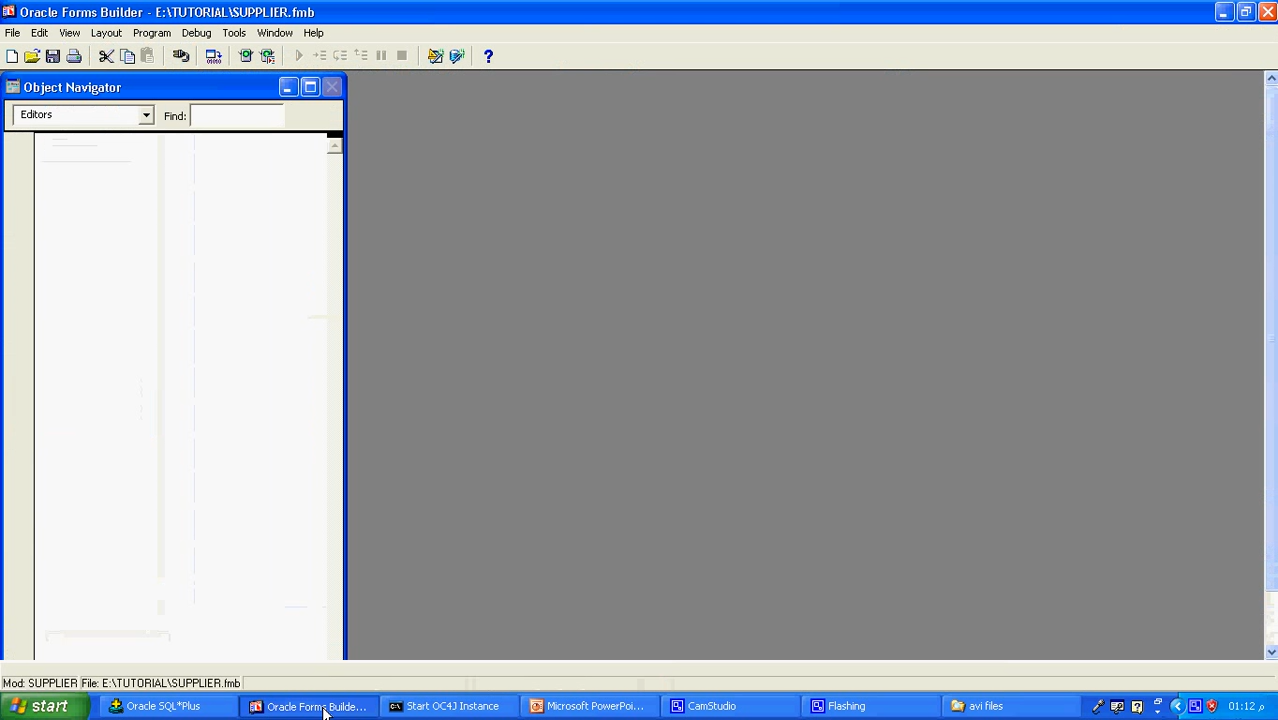 Oracle Forms Builder - E:\TUTORIAL\SUPPLIER.fmb
File Edit View Layout Program Debug Tools Window Help
Object Navigator
Editors Find:
Mod: SUPPLIER File: E:\TUTORIAL\SUPPLIER.fmb
start Oracle SQL*Plus Oracle Forms Builde... Start OC4J Instance Microsoft PowerPoi... CamStudio Flashing avi files 01:12 م